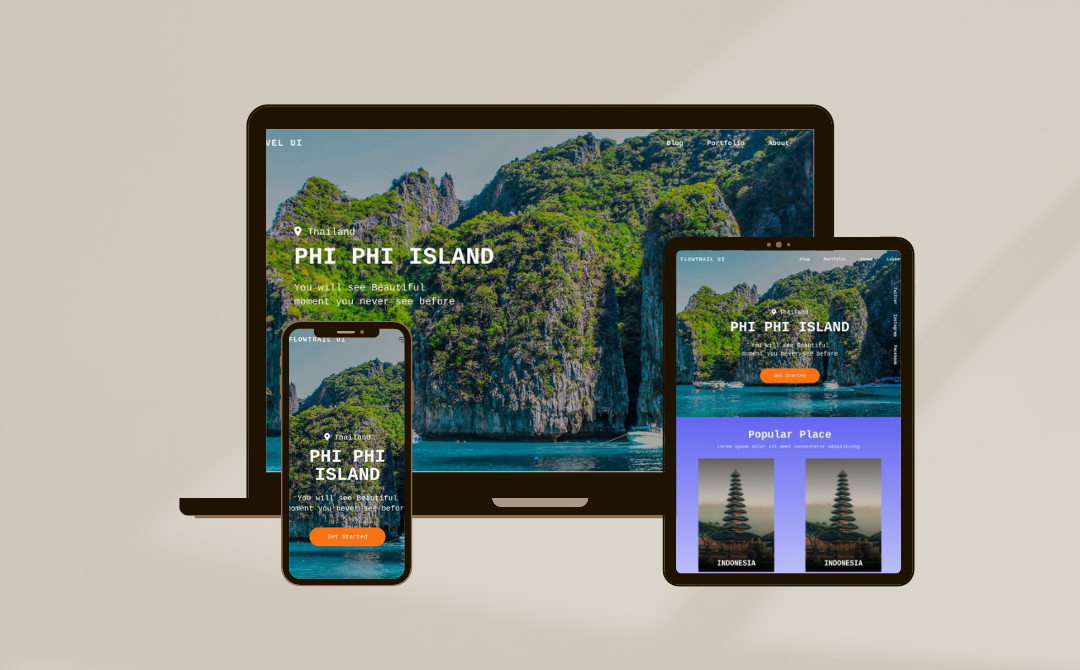 VEL UI
Blog Portfolio About
Thailand
PHI PHI ISLAND
You will see Beautiful
moment you never see before
FLOWTRAIL UI
Thailand
PHI PHI
ISLAND
You will see Beautiful
moment you never see befor
Get Started
FLOWTRAIL UI
Blog Portfolio About Login
Twitter
Instagram
Facebook
Thailand
PHI PHI ISLAND
You will see Beautiful
moment you never see before
Get Started
Popular Place
Lorem ipsum dolor sit amet consectetur adipisicing
INDONESIA INDONESIA